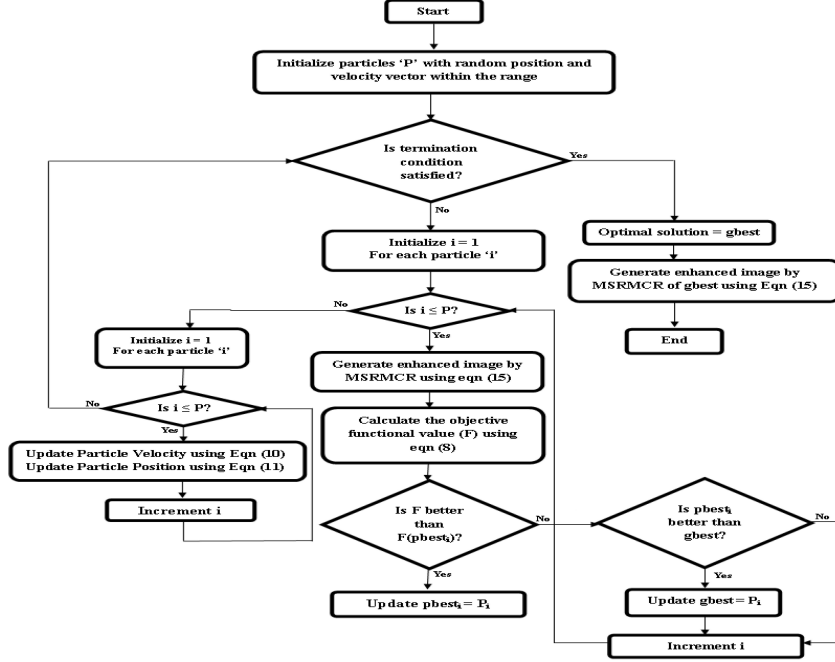 Start
Initialize particles ‘P’ with random position and
velocity vector within the range
Is termination
condition
satisfied?
Yes
No
Initialize i = 1
For each particle ‘i’
Optimal solution = gbest
Generate enhanced image by
MSRMCR of gbest using Eqn (15)
End
Is i ≤ P?
No
Yes
Initialize i = 1
For each particle ‘i’
Generate enhanced image by
MSRMCR using eqn (15)
Is i ≤ P?
No
Yes
Calculate the objective
functional value (F) using
eqn (8)
Update Particle Velocity using Eqn (10)
Update Particle Position using Eqn (11)
Increment i
Is F better
than
F(pbestᵢ)?
No
Yes
Is pbestᵢ
better than
gbest?
No
Yes
Update pbestᵢ = Pᵢ
Update gbest = Pᵢ
Increment i